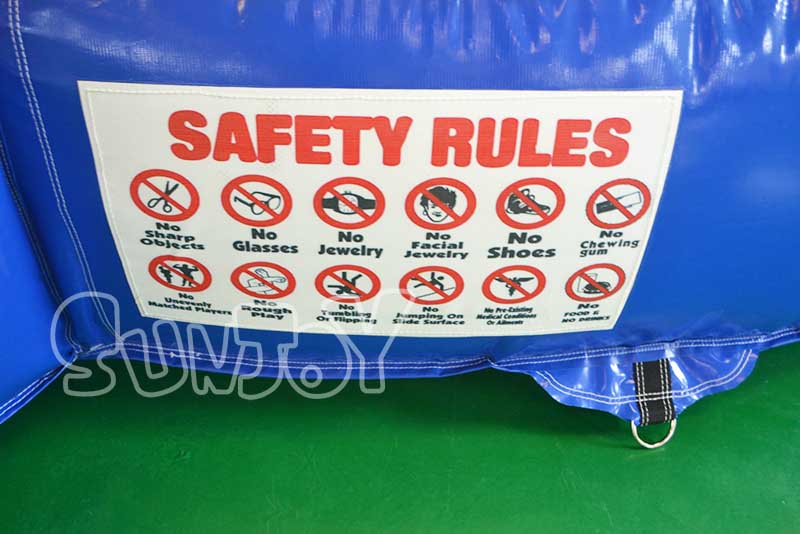 SAFETY RULES
No
Sharp
Objects
No
Glasses
No
Jewelry
No
Facial
Jewelry
No
Shoes
No
Chewing
gum
No
Unevenly
Matched Players
No
Rough
Play
No
Tumbling
Or Flipping
No
Jumping On
Slide Surface
No Pre-Existing
Medical Conditions
Or Ailments
No
FOOD &
NO DRINKS
SUNJOY